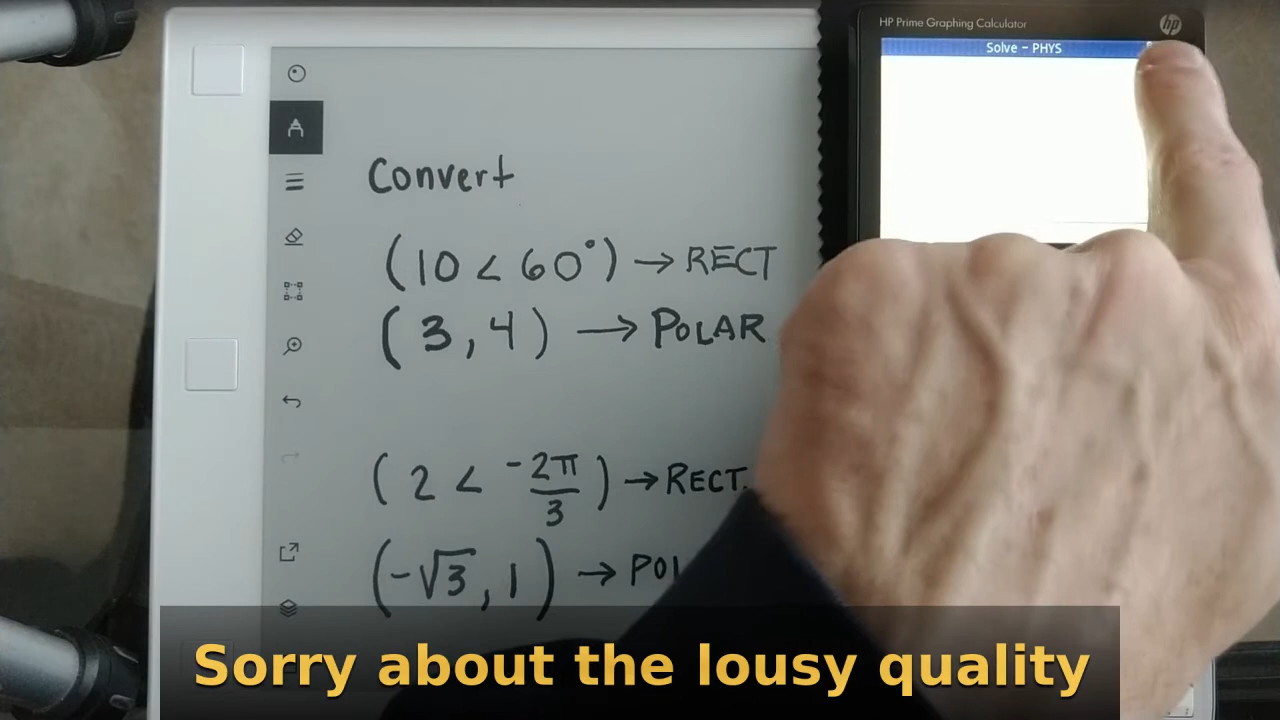 HP Prime Graphing Calculator
hp
Solve - PHYS
Convert
(10 < 60°) → RECT
(3, 4) → POLAR
(2 < -2π/3) → RECT.
(-√3, 1) → POL
Sorry about the lousy quality